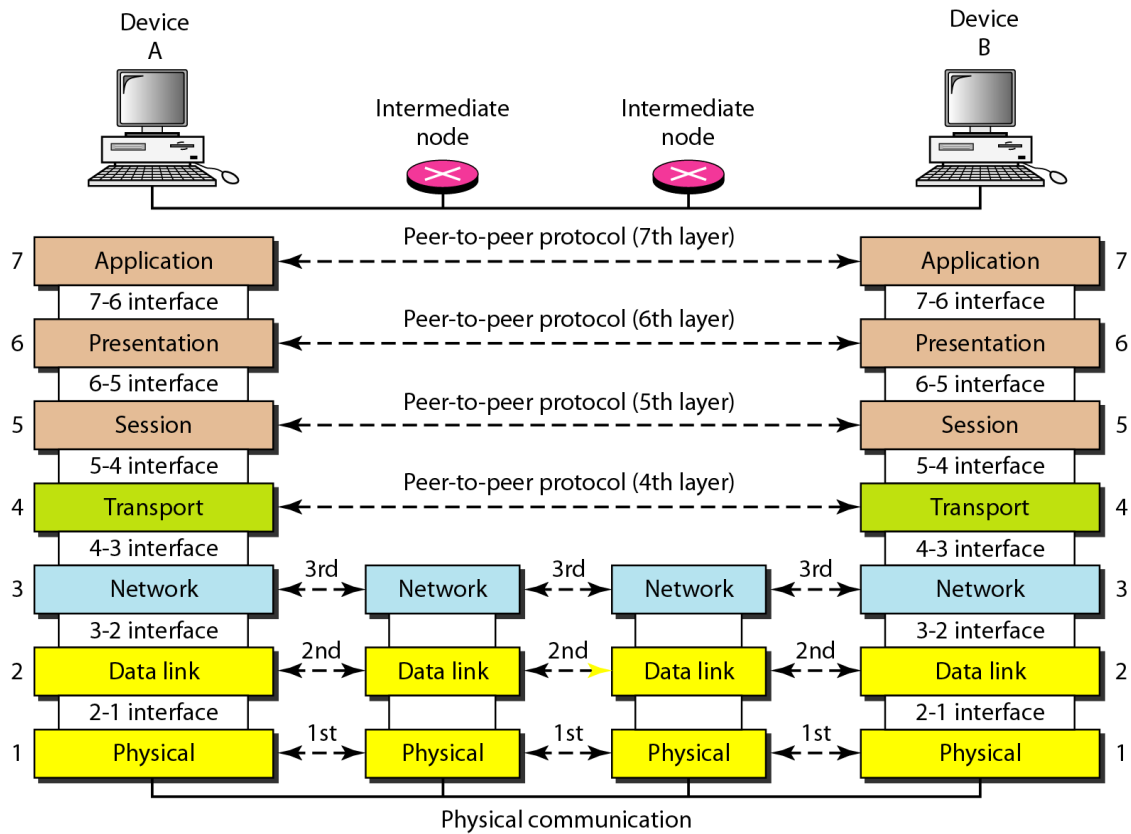 Device
A
Device
B
Intermediate
node
Intermediate
node
Peer-to-peer protocol (7th layer)
7 Application Application 7
7-6 interface 7-6 interface
Peer-to-peer protocol (6th layer)
6 Presentation Presentation 6
6-5 interface 6-5 interface
Peer-to-peer protocol (5th layer)
5 Session Session 5
5-4 interface 5-4 interface
Peer-to-peer protocol (4th layer)
4 Transport Transport 4
4-3 interface 4-3 interface
3rd 3rd 3rd
3 Network Network Network Network 3
3-2 interface 3-2 interface
2nd 2nd 2nd
2 Data link Data link Data link Data link 2
2-1 interface 2-1 interface
1st 1st 1st
1 Physical Physical Physical Physical 1
Physical communication